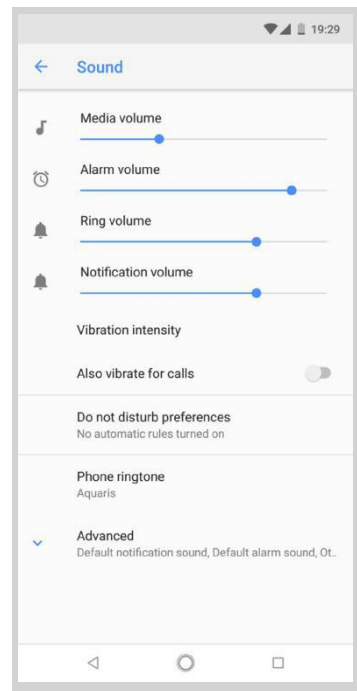 19:29
Sound
Media volume
Alarm volume
Ring volume
Notification volume
Vibration intensity
Also vibrate for calls
Do not disturb preferences
No automatic rules turned on
Phone ringtone
Aquaris
Advanced
Default notification sound, Default alarm sound, Ot..